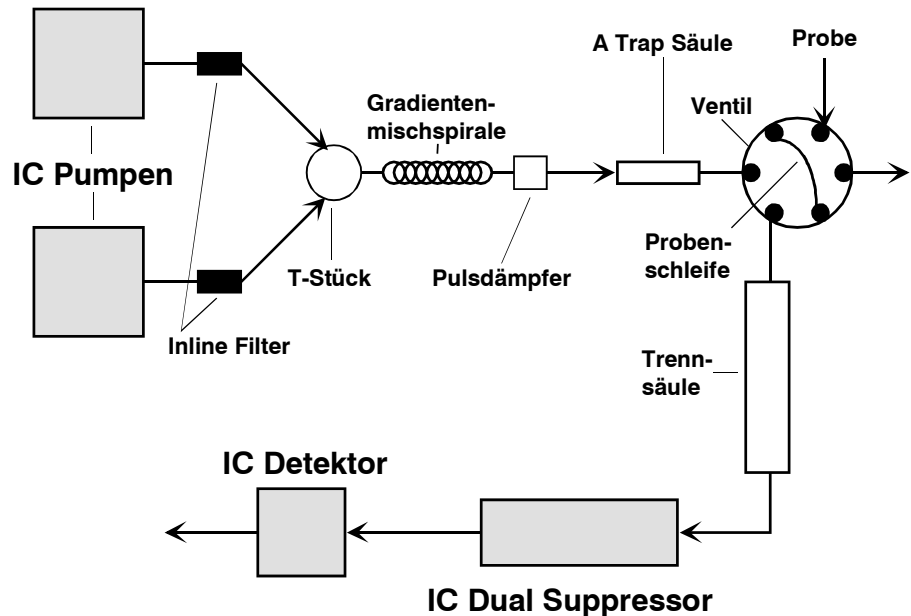 A Trap Säule
Probe
Gradienten-
mischspirale
Ventil
IC Pumpen
T-Stück
Pulsdämpfer
Proben-
schleife
Inline Filter
Trenn-
säule
IC Detektor
IC Dual Suppressor